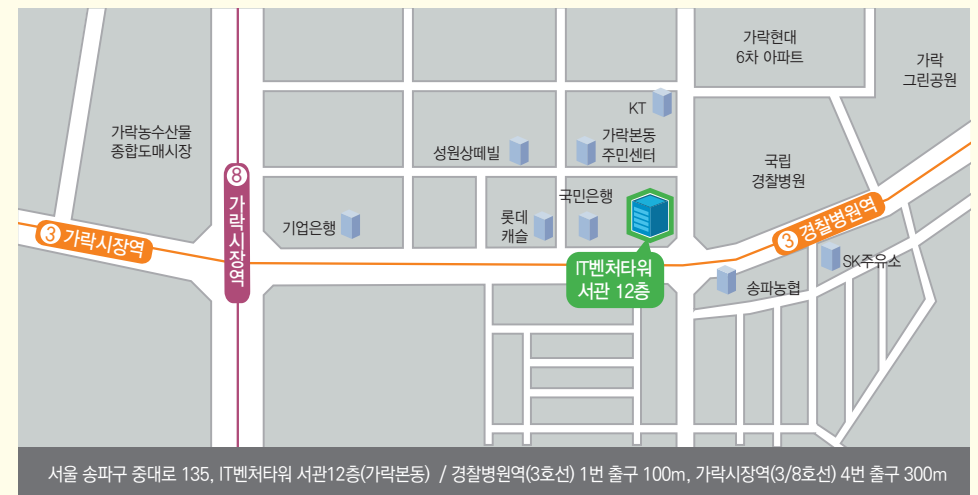 가락현대
6차 아파트
가락
그린공원
KT
가락농수산물
종합도매시장
성원상떼빌
가락본동
주민센터
국립
경찰병원
8 가락시장역
국민은행
기업은행
롯데
캐슬
3 가락시장역
3 경찰병원역
IT벤처타워
서관 12층
SK주유소
송파농협
서울 송파구 중대로 135, IT벤처타워 서관12층(가락본동) / 경찰병원역(3호선) 1번 출구 100m, 가락시장역(3/8호선) 4번 출구 300m